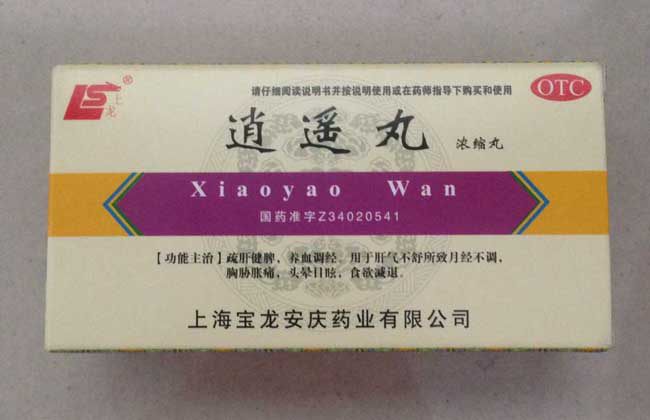 LS
上龙
®
请仔细阅读说明书并按说明使用或在药师指导下购买和使用
OTC
逍遥丸 浓缩丸
Xiaoyao Wan
国药准字Z34020541
【功能主治】疏肝健脾，养血调经。用于肝气不舒所致月经不调，
胸胁胀痛，头晕目眩，食欲减退。
上海宝龙安庆药业有限公司